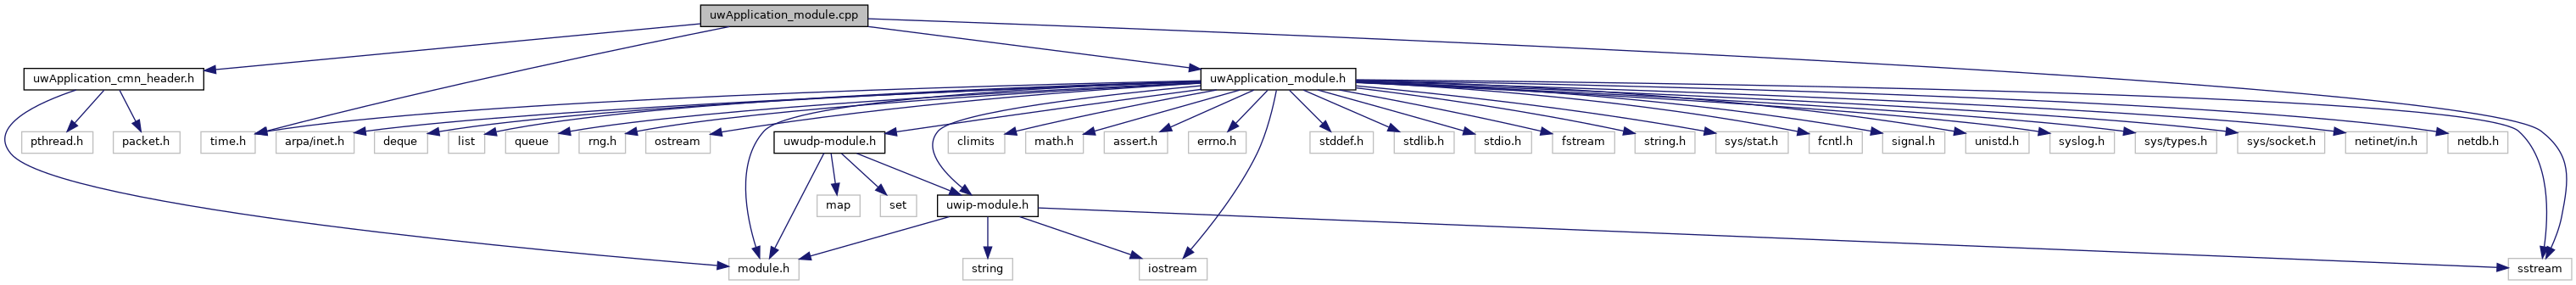 uwApplication_module.cpp
uwApplication_cmn_header.h
uwApplication_module.h
pthread.h
packet.h
time.h
arpa/inet.h
deque
list
queue
rng.h
ostream
uwudp-module.h
climits
math.h
assert.h
errno.h
stddef.h
stdlib.h
stdio.h
fstream
string.h
sys/stat.h
fcntl.h
signal.h
unistd.h
syslog.h
sys/types.h
sys/socket.h
netinet/in.h
netdb.h
map
set
uwip-module.h
module.h
string
iostream
sstream